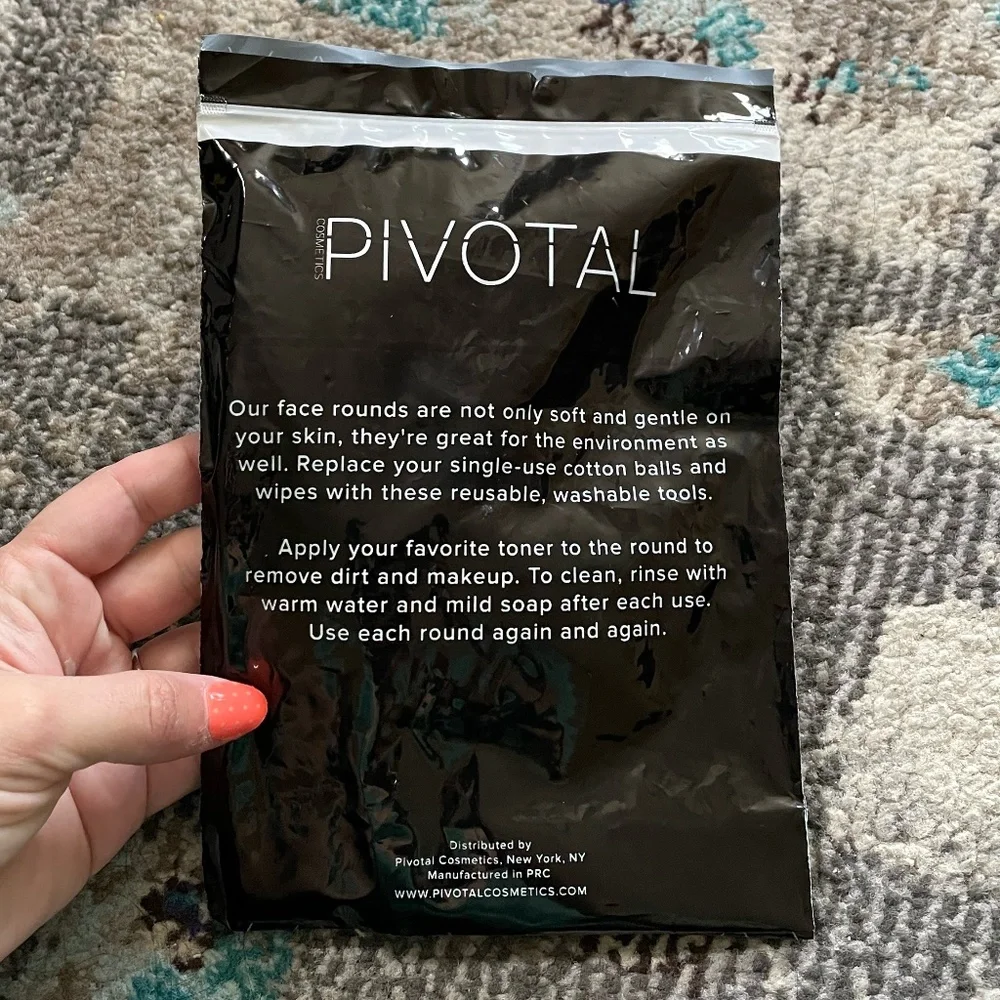 COSMETICS
PIVOTAL
Our face rounds are not only soft and gentle on
your skin, they're great for the environment as
well. Replace your single-use cotton balls and
wipes with these reusable, washable tools.
Apply your favorite toner to the round to
remove dirt and makeup. To clean, rinse with
warm water and mild soap after each use.
Use each round again and again.
Distributed by
Pivotal Cosmetics, New York, NY
Manufactured in PRC
WWW.PIVOTALCOSMETICS.COM